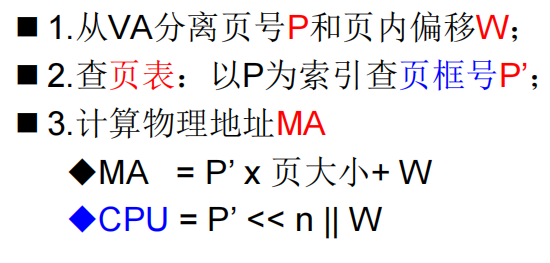 ■ 1.从VA分离页号P和页内偏移W；
■ 2.查页表：以P为索引查页框号P’；
■ 3.计算物理地址MA
◆MA = P’ x 页大小+ W
◆CPU = P’ << n || W